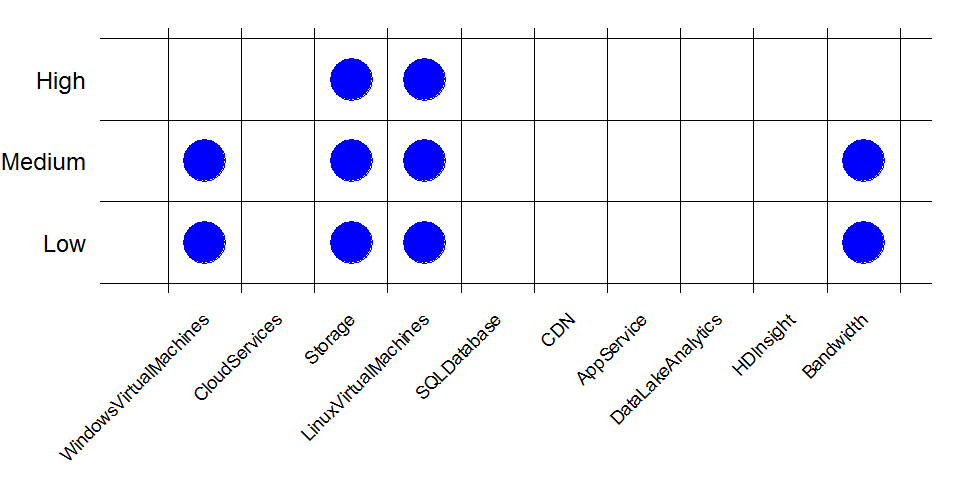 High
Medium
Low
WindowsVirtualMachines
CloudServices
Storage
LinuxVirtualMachines
SQLDatabase
CDN
AppService
DataLakeAnalytics
HDInsight
Bandwidth